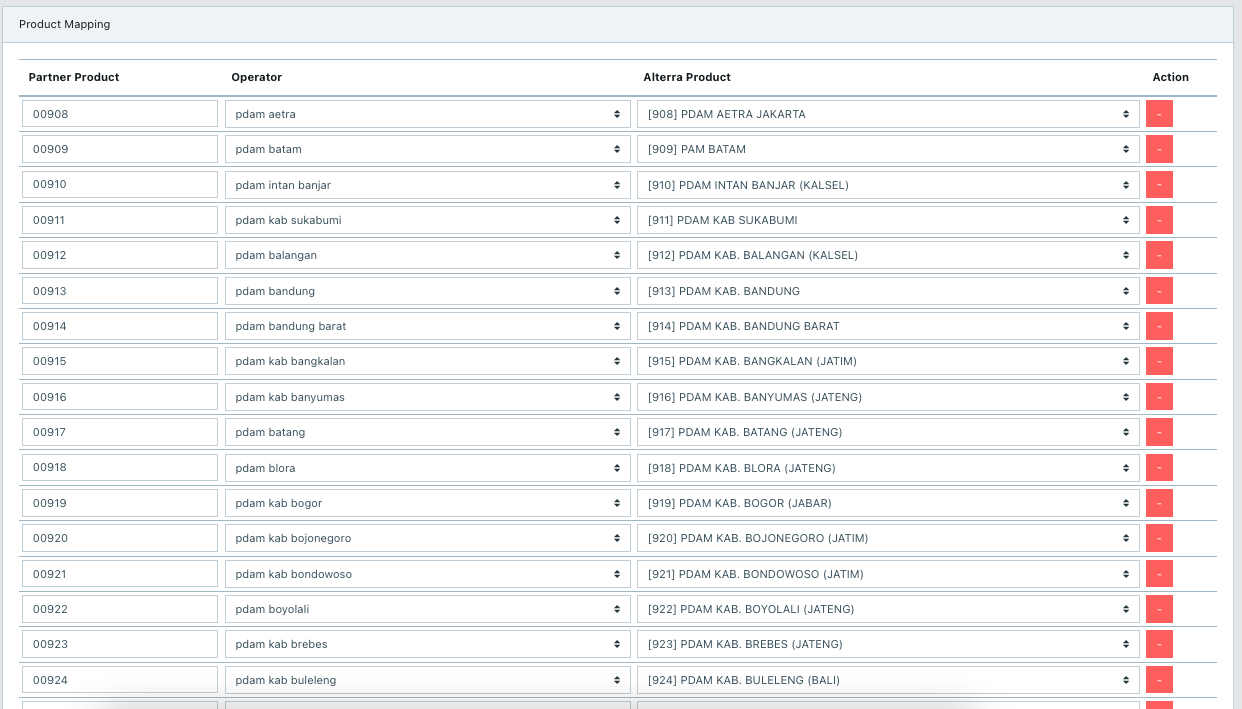 Product Mapping
Partner Product Operator Alterra Product Action
00908 pdam aetra [908] PDAM AETRA JAKARTA -
00909 pdam batam [909] PAM BATAM -
00910 pdam intan banjar [910] PDAM INTAN BANJAR (KALSEL) -
00911 pdam kab sukabumi [911] PDAM KAB SUKABUMI -
00912 pdam balangan [912] PDAM KAB. BALANGAN (KALSEL) -
00913 pdam bandung [913] PDAM KAB. BANDUNG -
00914 pdam bandung barat [914] PDAM KAB. BANDUNG BARAT -
00915 pdam kab bangkalan [915] PDAM KAB. BANGKALAN (JATIM) -
00916 pdam kab banyumas [916] PDAM KAB. BANYUMAS (JATENG) -
00917 pdam batang [917] PDAM KAB. BATANG (JATENG) -
00918 pdam blora [918] PDAM KAB. BLORA (JATENG) -
00919 pdam kab bogor [919] PDAM KAB. BOGOR (JABAR) -
00920 pdam kab bojonegoro [920] PDAM KAB. BOJONEGORO (JATIM) -
00921 pdam kab bondowoso [921] PDAM KAB. BONDOWOSO (JATIM) -
00922 pdam boyolali [922] PDAM KAB. BOYOLALI (JATENG) -
00923 pdam kab brebes [923] PDAM KAB. BREBES (JATENG) -
00924 pdam kab buleleng [924] PDAM KAB. BULELENG (BALI) -